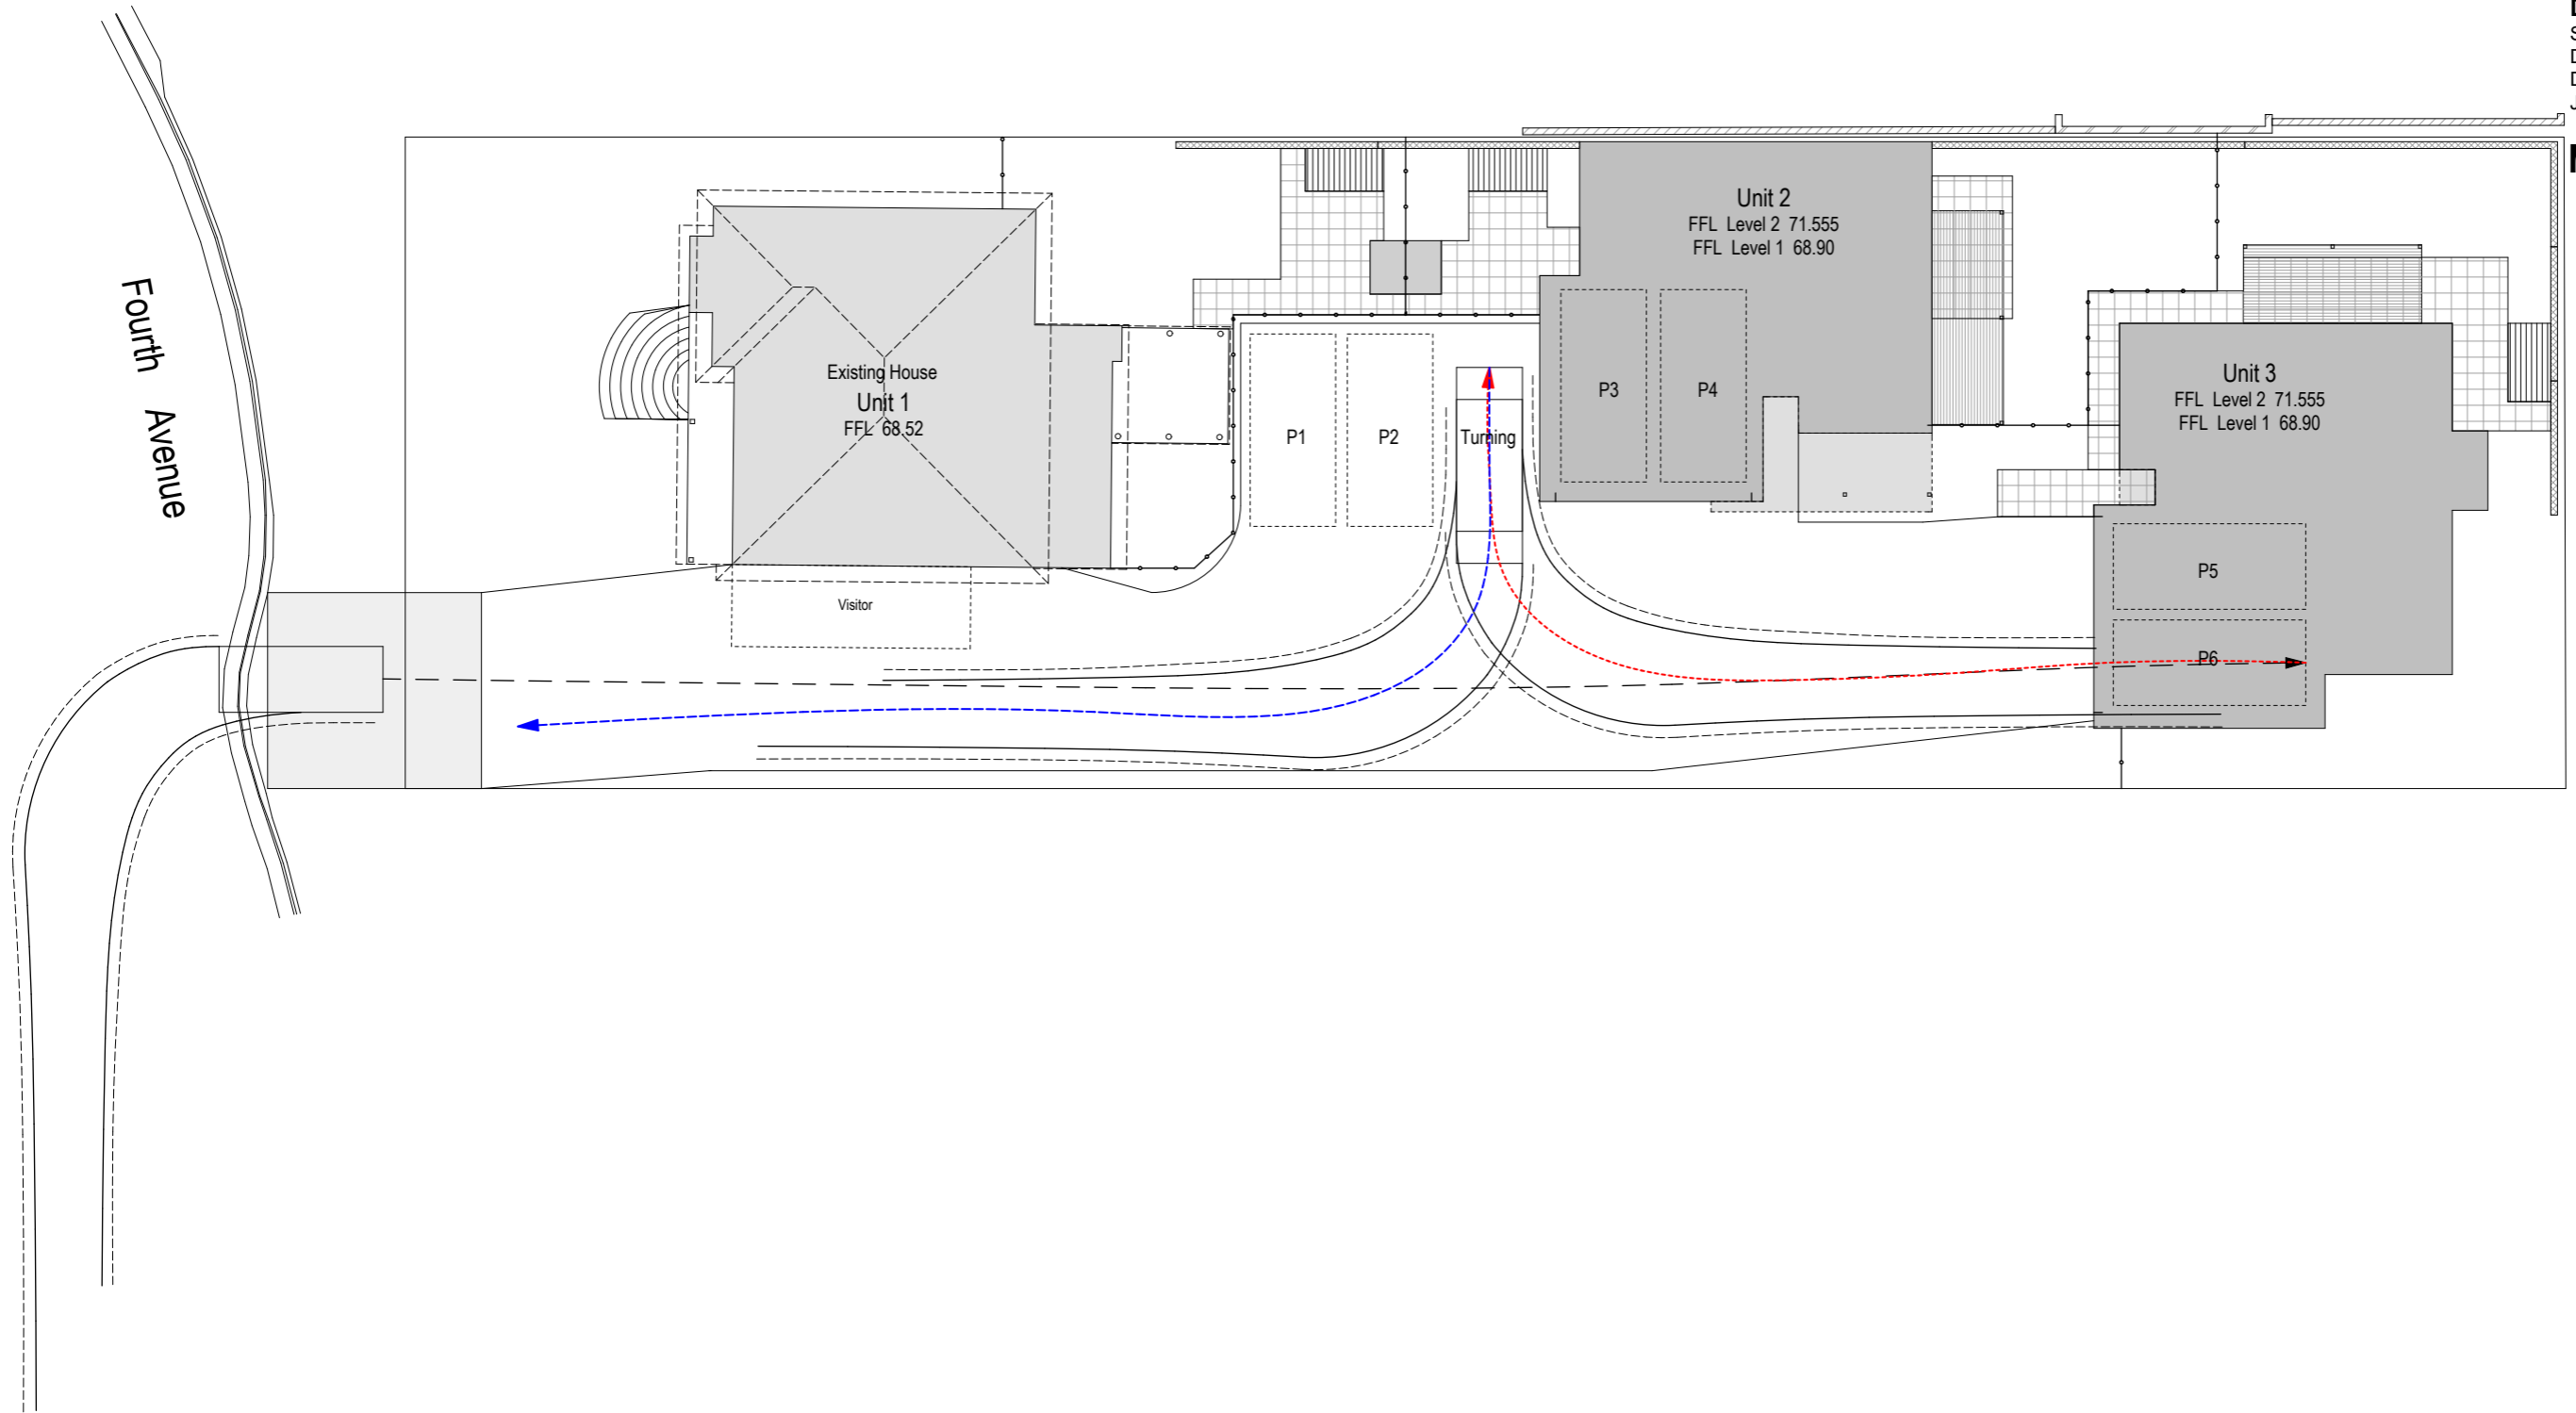 Fourth Avenue
Existing House
Unit 1
FFL 68.52
Visitor
P1
P2
Turning
Unit 2
FFL Level 2 71.555
FFL Level 1 68.90
P3
P4
Unit 3
FFL Level 2 71.555
FFL Level 1 68.90
P5
P6